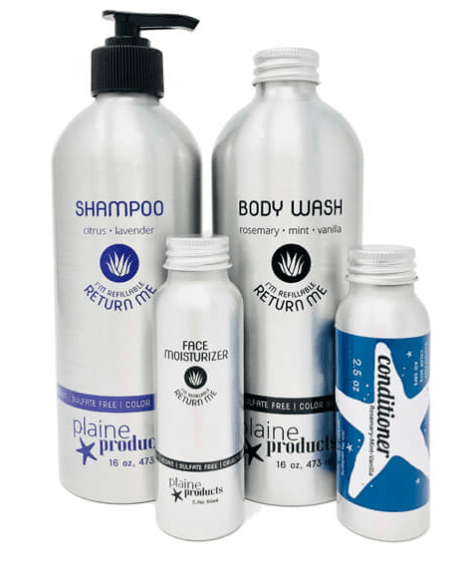 SHAMPOO
citrus • lavender
I'M REFILLABLE
RETURN ME
SULFATE FREE | COLOR
plaine
products
16 oz, 473
BODY WASH
rosemary • mint • vanilla
I'M REFILLABLE
RETURN ME
SULFATE FREE | COLOR
plaine
products
16 oz, 473
FACE
MOISTURIZER
I'M REFILLABLE
RETURN ME
| SULFATE FREE |
plaine
products
conditioner
Rosemary-Mint-Vanilla
2.5 oz